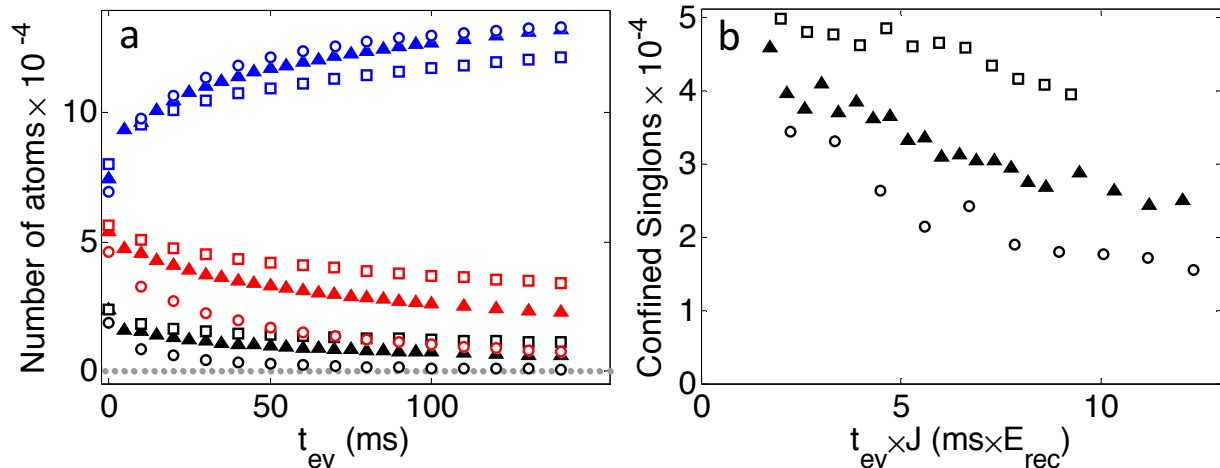 a
Number of atoms × 10⁻⁴
10
5
0
0
50
100
t_ev (ms)
b
Confined Singlons × 10⁻⁴
5
4
3
2
1
0
0
5
10
t_ev×J (ms×E_rec)